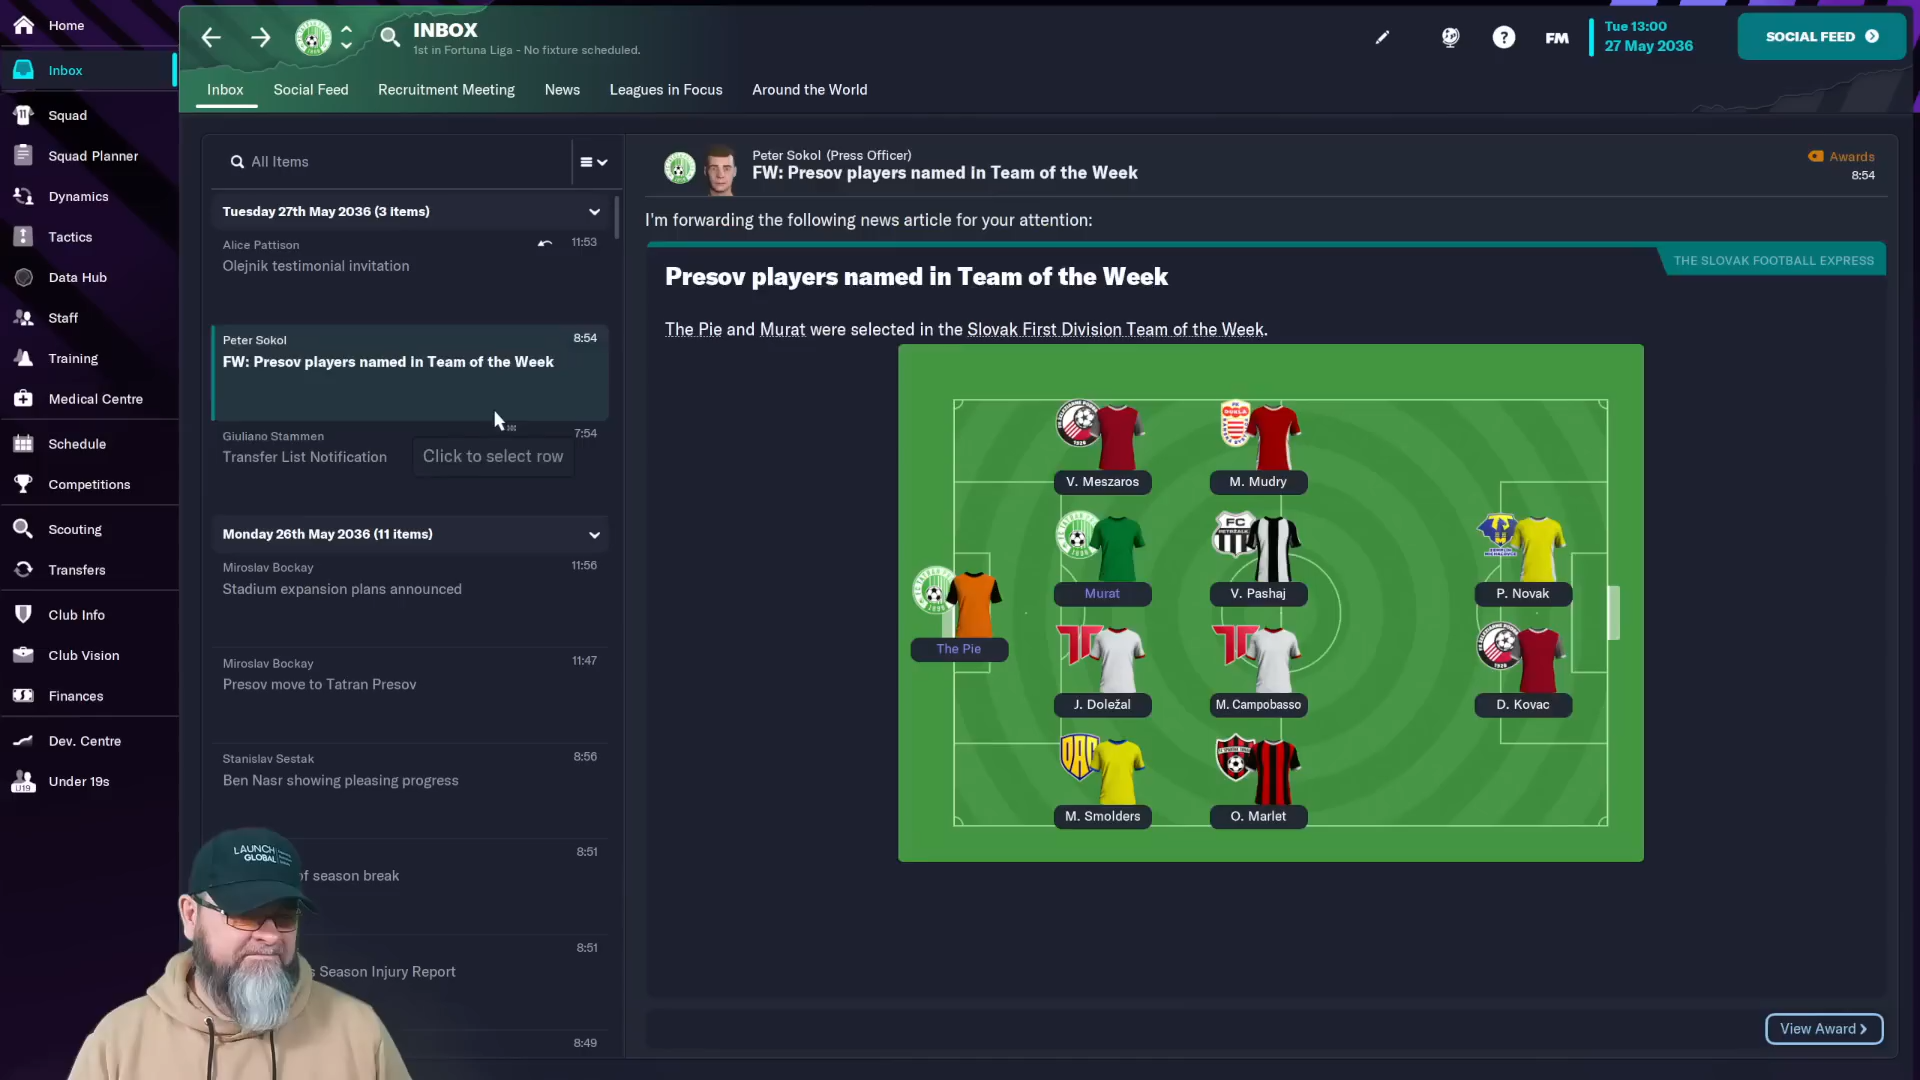 Home
Inbox
Squad
Squad Planner
Dynamics
Tactics
Data Hub
Staff
Training
Medical Centre
Schedule
Competitions
Scouting
Transfers
Club Info
Club Vision
Finances
Dev. Centre
U19
Under 19s
INBOX
1st in Fortuna Liga - No fixture scheduled.
FM
Tue 13:00
27 May 2036
SOCIAL FEED
Inbox
Social Feed
Recruitment Meeting
News
Leagues in Focus
Around the World
All Items
Tuesday 27th May 2036 (3 items)
Alice Pattison
11:53
Olejnik testimonial invitation
Peter Sokol
8:54
FW: Presov players named in Team of the Week
Giuliano Stammen
7:54
Transfer List Notification
Click to select row
Monday 26th May 2036 (11 items)
Miroslav Bockay
11:56
Stadium expansion plans announced
Miroslav Bockay
11:47
Presov move to Tatran Presov
Stanislav Sestak
8:56
Ben Nasr showing pleasing progress
8:51
of season break
8:51
s Season Injury Report
8:49
LAUNCH
GLOBAL
Peter Sokol (Press Officer)
FW: Presov players named in Team of the Week
Awards
8:54
I'm forwarding the following news article for your attention:
THE SLOVAK FOOTBALL EXPRESS
Presov players named in Team of the Week
The Pie and Murat were selected in the Slovak First Division Team of the Week.
V. Meszaros
M. Mudry
Murat
V. Pashaj
P. Novak
The Pie
J. Doležal
M. Campobasso
D. Kovac
DAC
M. Smolders
O. Marlet
View Award